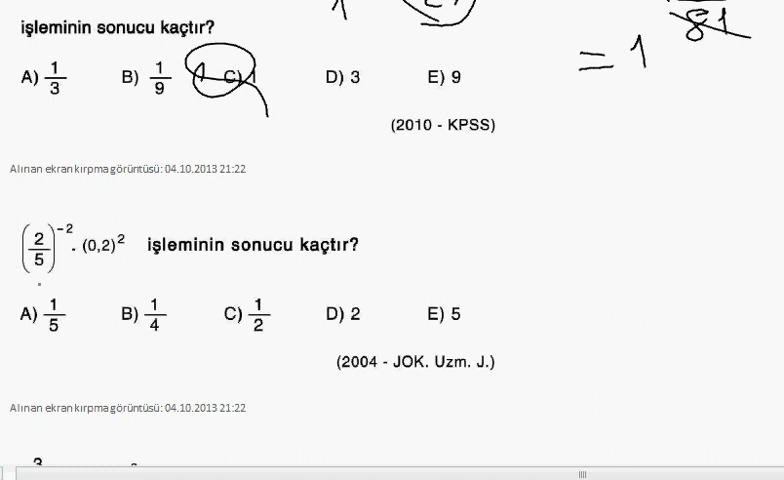 işleminin sonucu kaçtır?
= 1
81
A) 1/3 B) 1/9 C) 1 D) 3 E) 9
(2010 - KPSS)
Alınan ekran kırpma görüntüsü: 04.10.2013 21:22
(2/5)^-2 . (0,2)^2 işleminin sonucu kaçtır?
A) 1/5 B) 1/4 C) 1/2 D) 2 E) 5
(2004 - JOK. Uzm. J.)
Alınan ekran kırpma görüntüsü: 04.10.2013 21:22